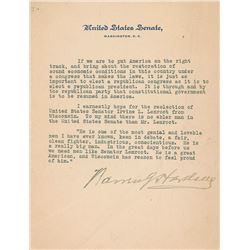 United States Senate,
WASHINGTON, D.C.
If we are to put America on the right
track, and bring about the restoration of
sound economic conditions in this country under
a congress that makes the laws, it is just as
important to elect a republican congress as it is to
elect a republican president. It is through
the republican party that constitutional government
is to be resumed in America.
I earnestly hope for the reelection of
United States Senator Irvine L. Lenroot from
Wisconsin. To my mind there is no abler man in
the United States Senate than Mr. Lenroot.
"He is one of the most genial and lovable
men I have ever known, keen in debate, a fair,
clean fighter, industrious, conscientious. He
is a really big man. In the great days before us
we need men like Senator Lenroot. He is a great
American, and Wisconsin has reason to feel proud
of him."
Warren G Harding